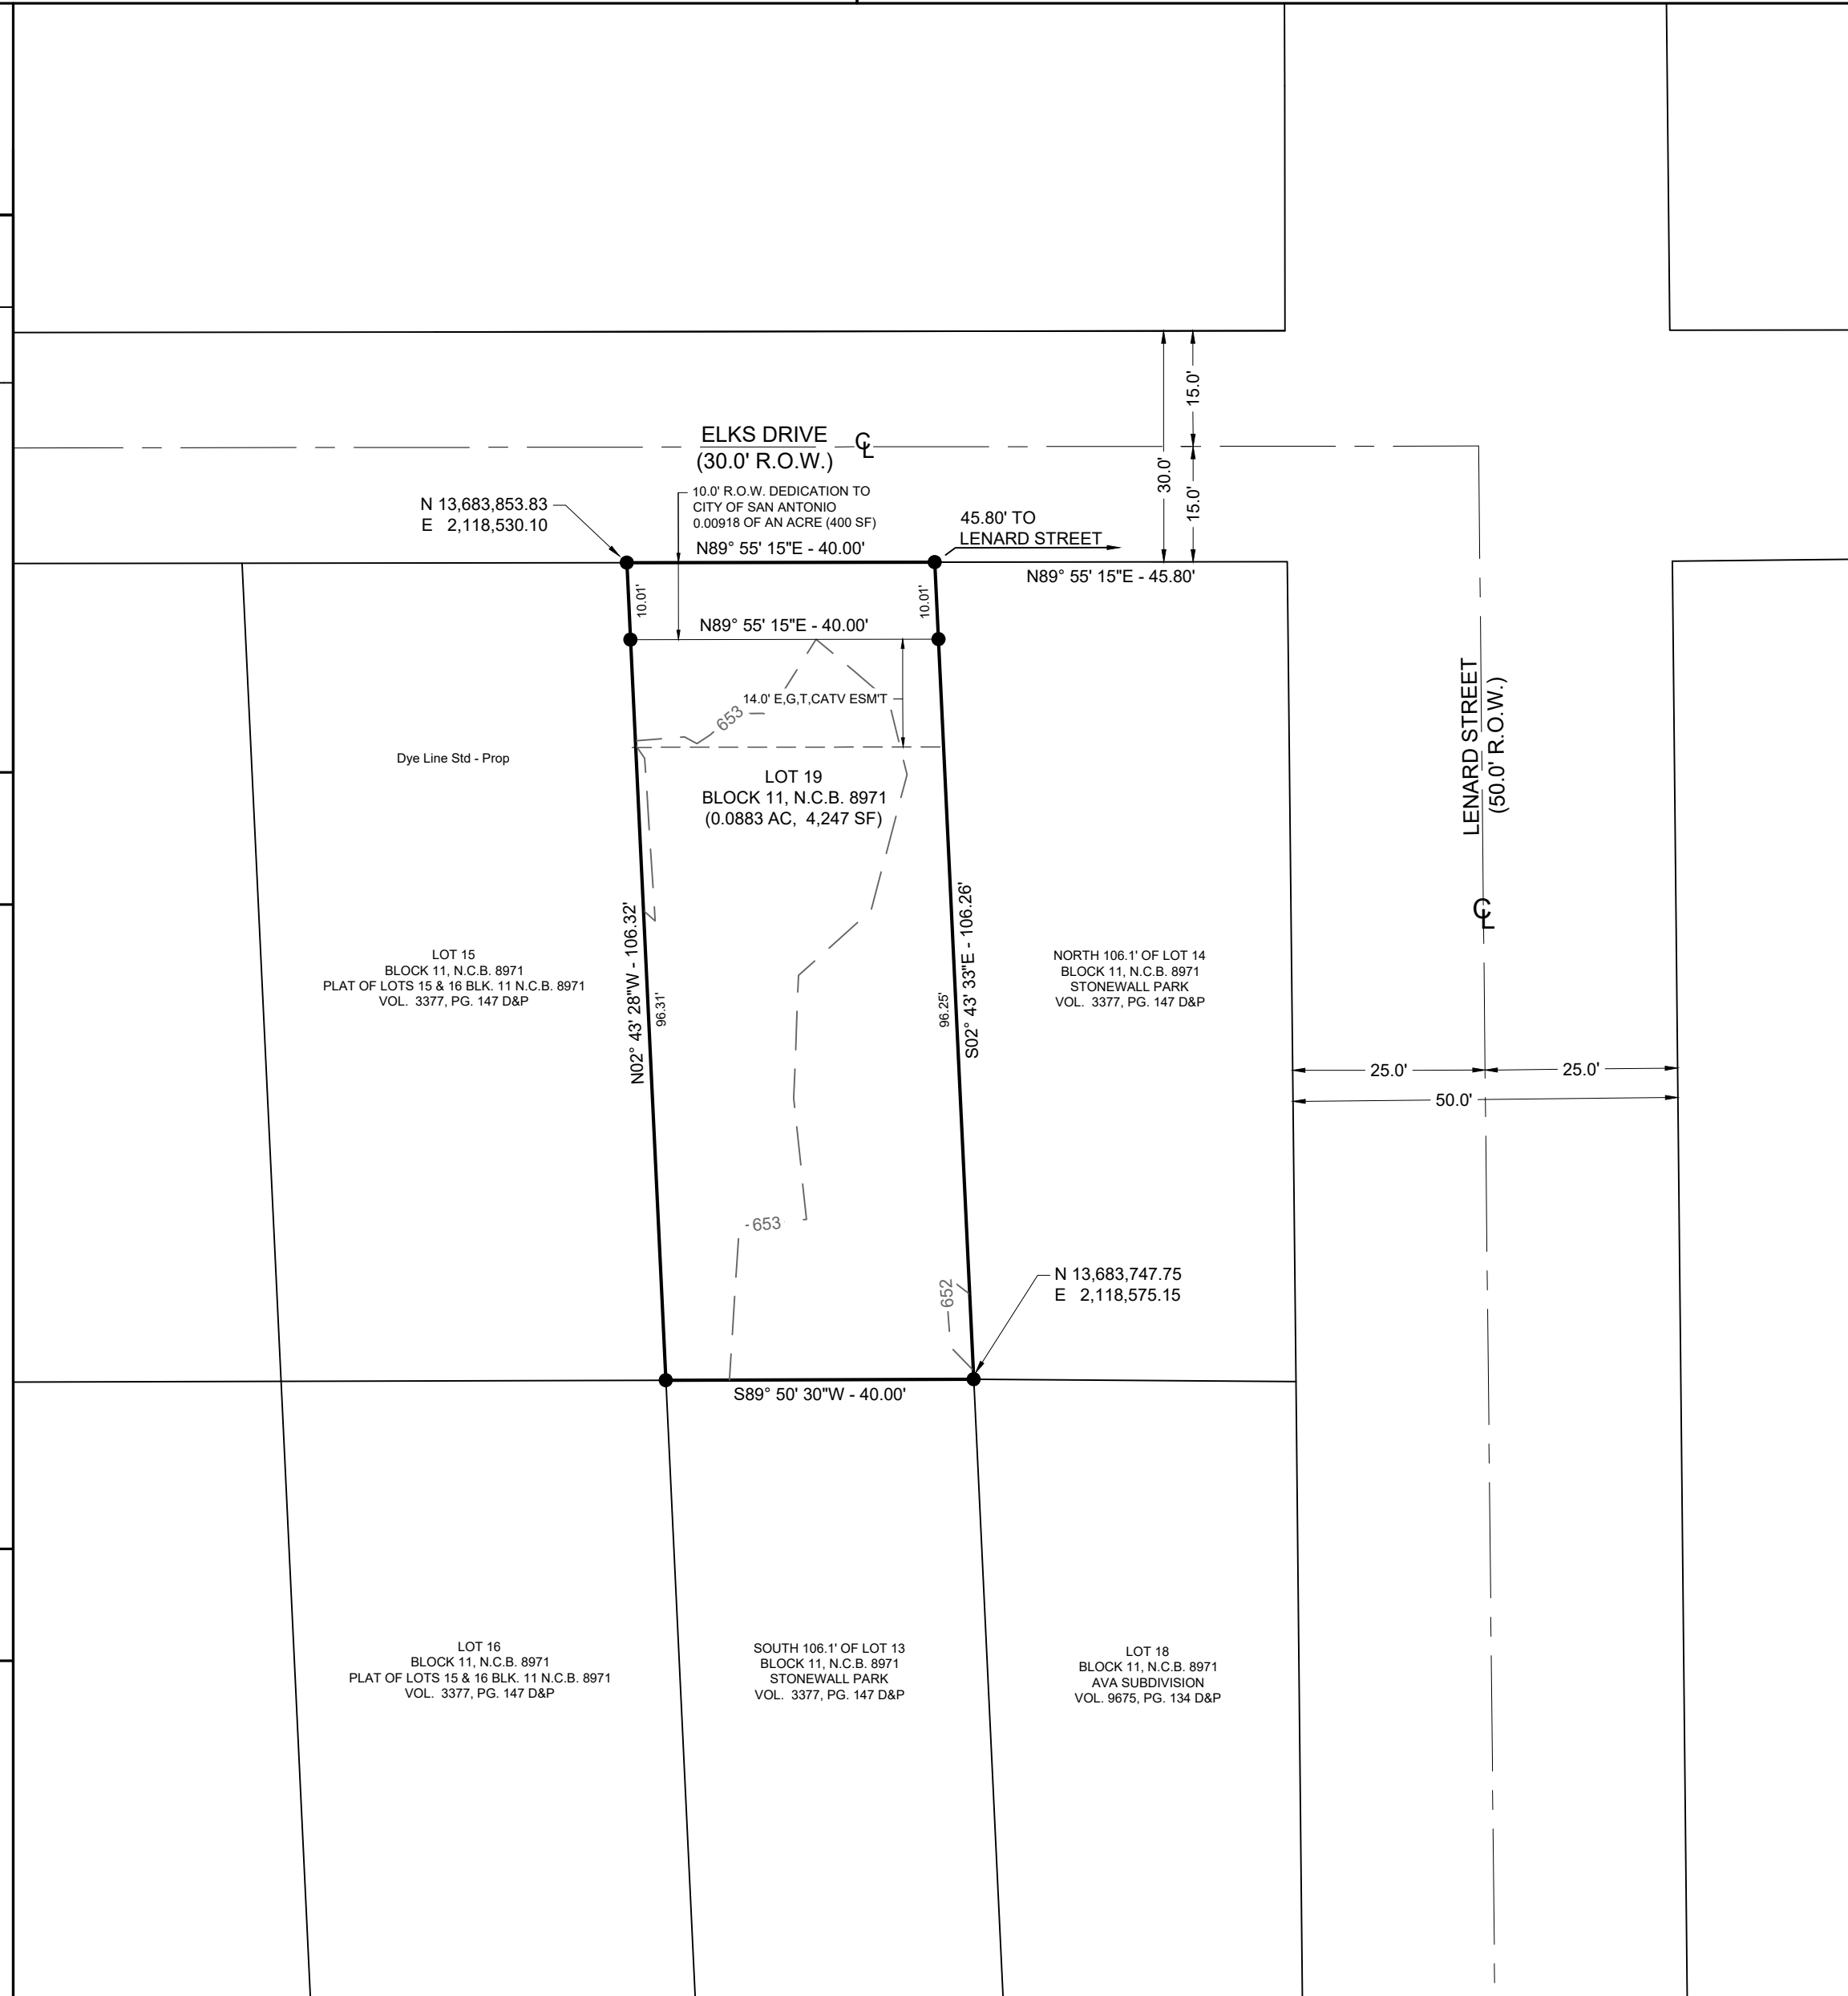 15.0'
30.0'
15.0'
ELKS DRIVE
(30.0' R.O.W.)
CL
10.0' R.O.W. DEDICATION TO
CITY OF SAN ANTONIO
0.00918 OF AN ACRE (400 SF)
N 13,683,853.83
E 2,118,530.10
45.80' TO
LENARD STREET
N89° 55' 15"E - 40.00'
N89° 55' 15"E - 45.80'
10.01'
10.01'
N89° 55' 15"E - 40.00'
14.0' E,G,T,CATV ESM'T
653
LENARD STREET
(50.0' R.O.W.)
CL
Dye Line Std - Prop
LOT 19
BLOCK 11, N.C.B. 8971
(0.0883 AC, 4,247 SF)
LOT 15
BLOCK 11, N.C.B. 8971
PLAT OF LOTS 15 & 16 BLK. 11 N.C.B. 8971
VOL. 3377, PG. 147 D&P
N02° 43' 28"W - 106.32'
96.31'
96.25'
S02° 43' 33"E - 106.26'
NORTH 106.1' OF LOT 14
BLOCK 11, N.C.B. 8971
STONEWALL PARK
VOL. 3377, PG. 147 D&P
25.0'
25.0'
50.0'
653
652
N 13,683,747.75
E 2,118,575.15
S89° 50' 30"W - 40.00'
LOT 16
BLOCK 11, N.C.B. 8971
PLAT OF LOTS 15 & 16 BLK. 11 N.C.B. 8971
VOL. 3377, PG. 147 D&P
SOUTH 106.1' OF LOT 13
BLOCK 11, N.C.B. 8971
STONEWALL PARK
VOL. 3377, PG. 147 D&P
LOT 18
BLOCK 11, N.C.B. 8971
AVA SUBDIVISION
VOL. 9675, PG. 134 D&P